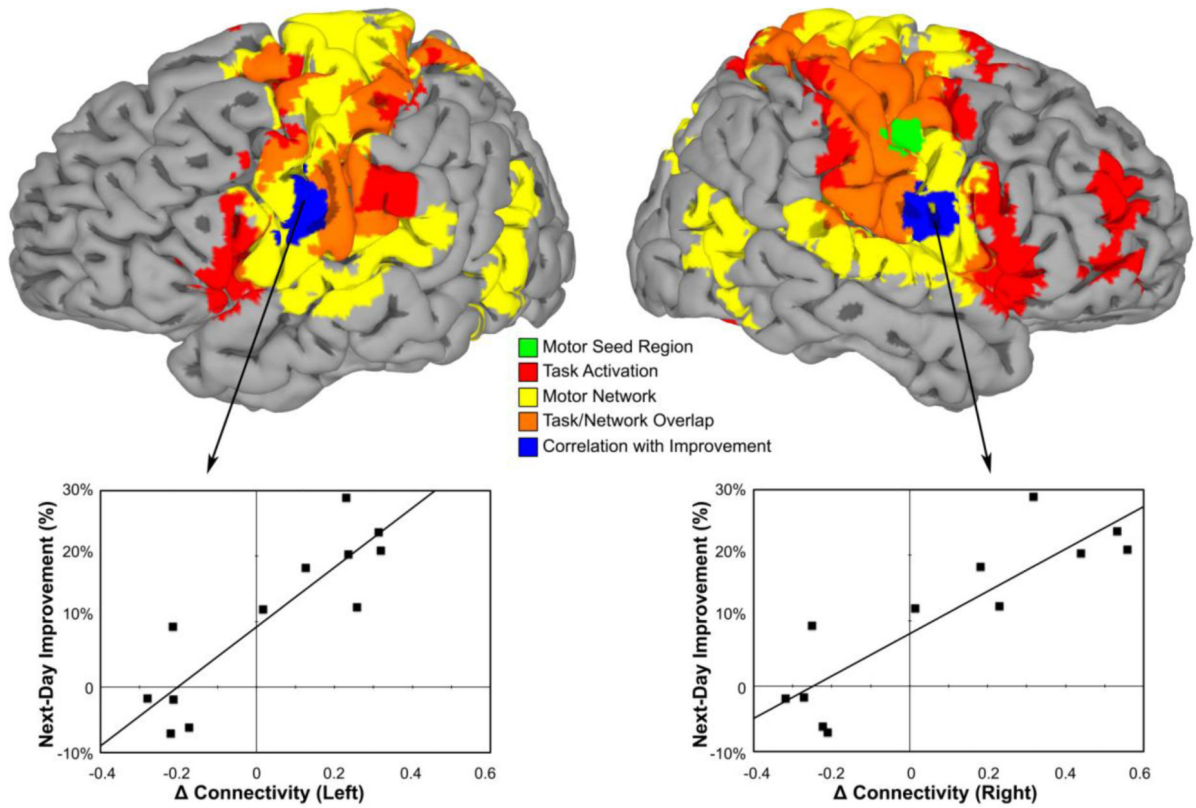 Motor Seed Region
Task Activation
Motor Network
Task/Network Overlap
Correlation with Improvement
Next-Day Improvement (%)
30%
20%
10%
0
-10%
-0.4
-0.2
0
0.2
0.4
0.6
Δ Connectivity (Left)
Next-Day Improvement (%)
30%
20%
10%
0
-10%
-0.4
-0.2
0
0.2
0.4
0.6
Δ Connectivity (Right)